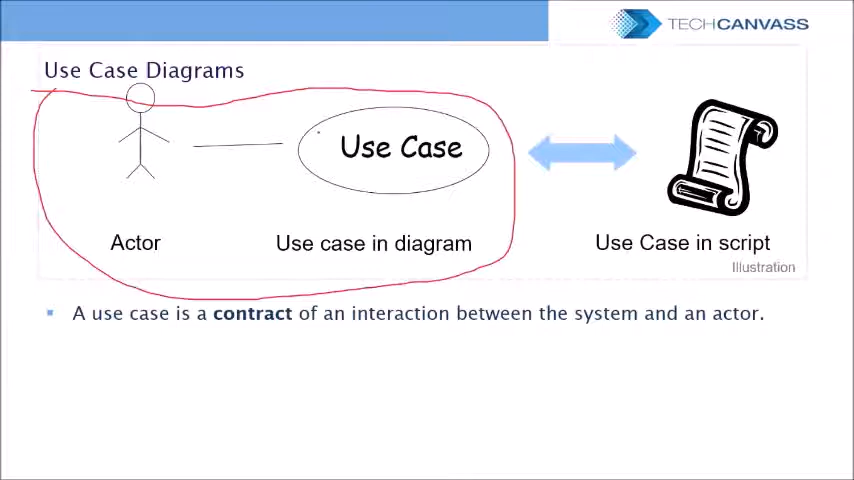 TECHCANVASS
Use Case Diagrams
Use Case
Actor
Use case in diagram
Use Case in script
Illustration
A use case is a contract of an interaction between the system and an actor.